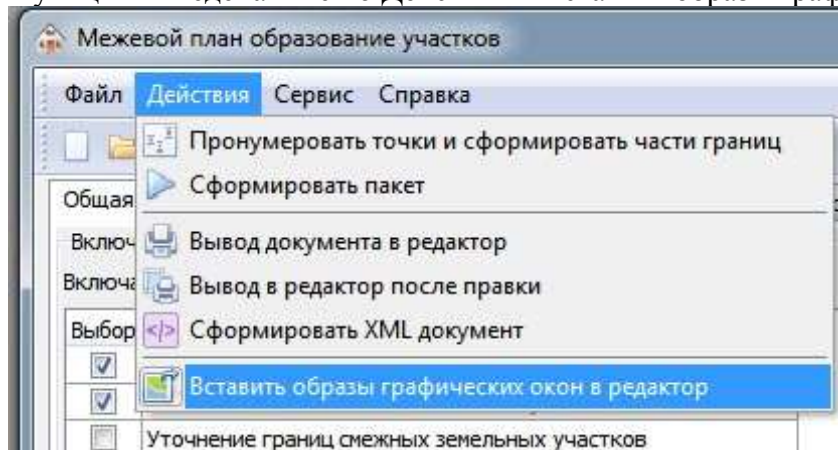 Межевой план образование участков
Файл Действия Сервис Справка
Пронумеровать точки и сформировать части границ
Сформировать пакет
Общая
Включ
Вывод документа в редактор
Включа
Вывод в редактор после правки
Выбор
Сформировать XML документ
Вставить образы графических окон в редактор
Уточнение границ смежных земельных участков